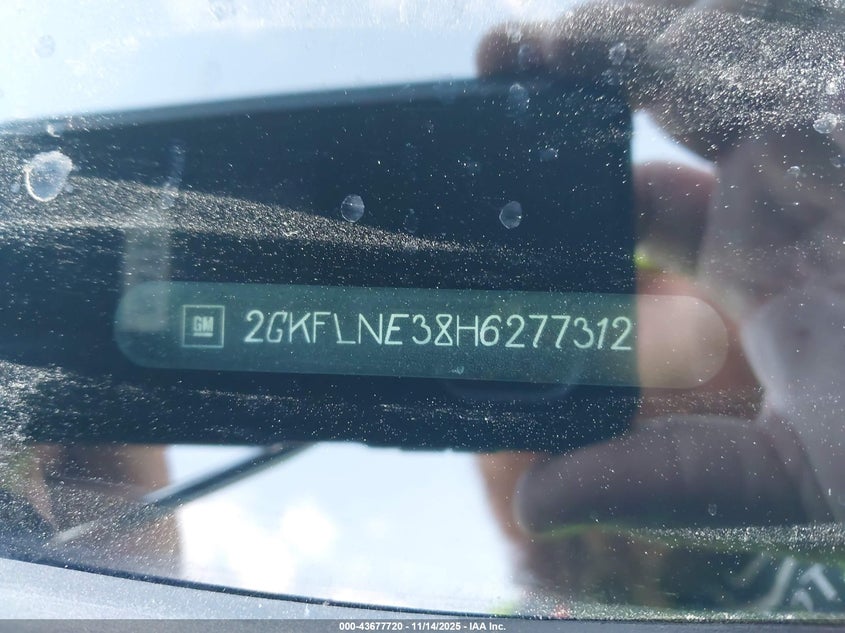 GM 2GKFLNE38H6277312
000-43677720 - 11/14/2025 - IAA Inc.